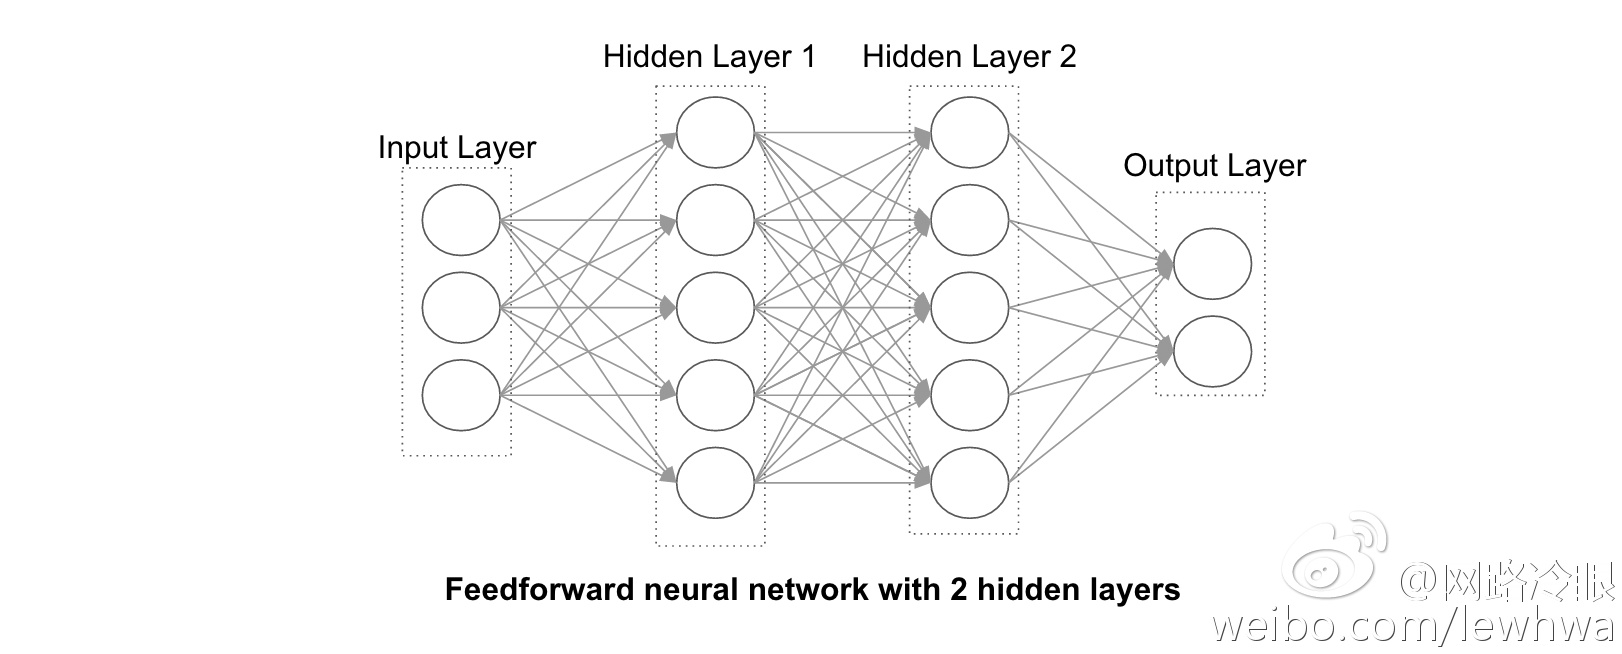 Hidden Layer 1
Hidden Layer 2
Input Layer
Output Layer
Feedforward neural network with 2 hidden layers
@网路冷眼
weibo.com/lewhwa